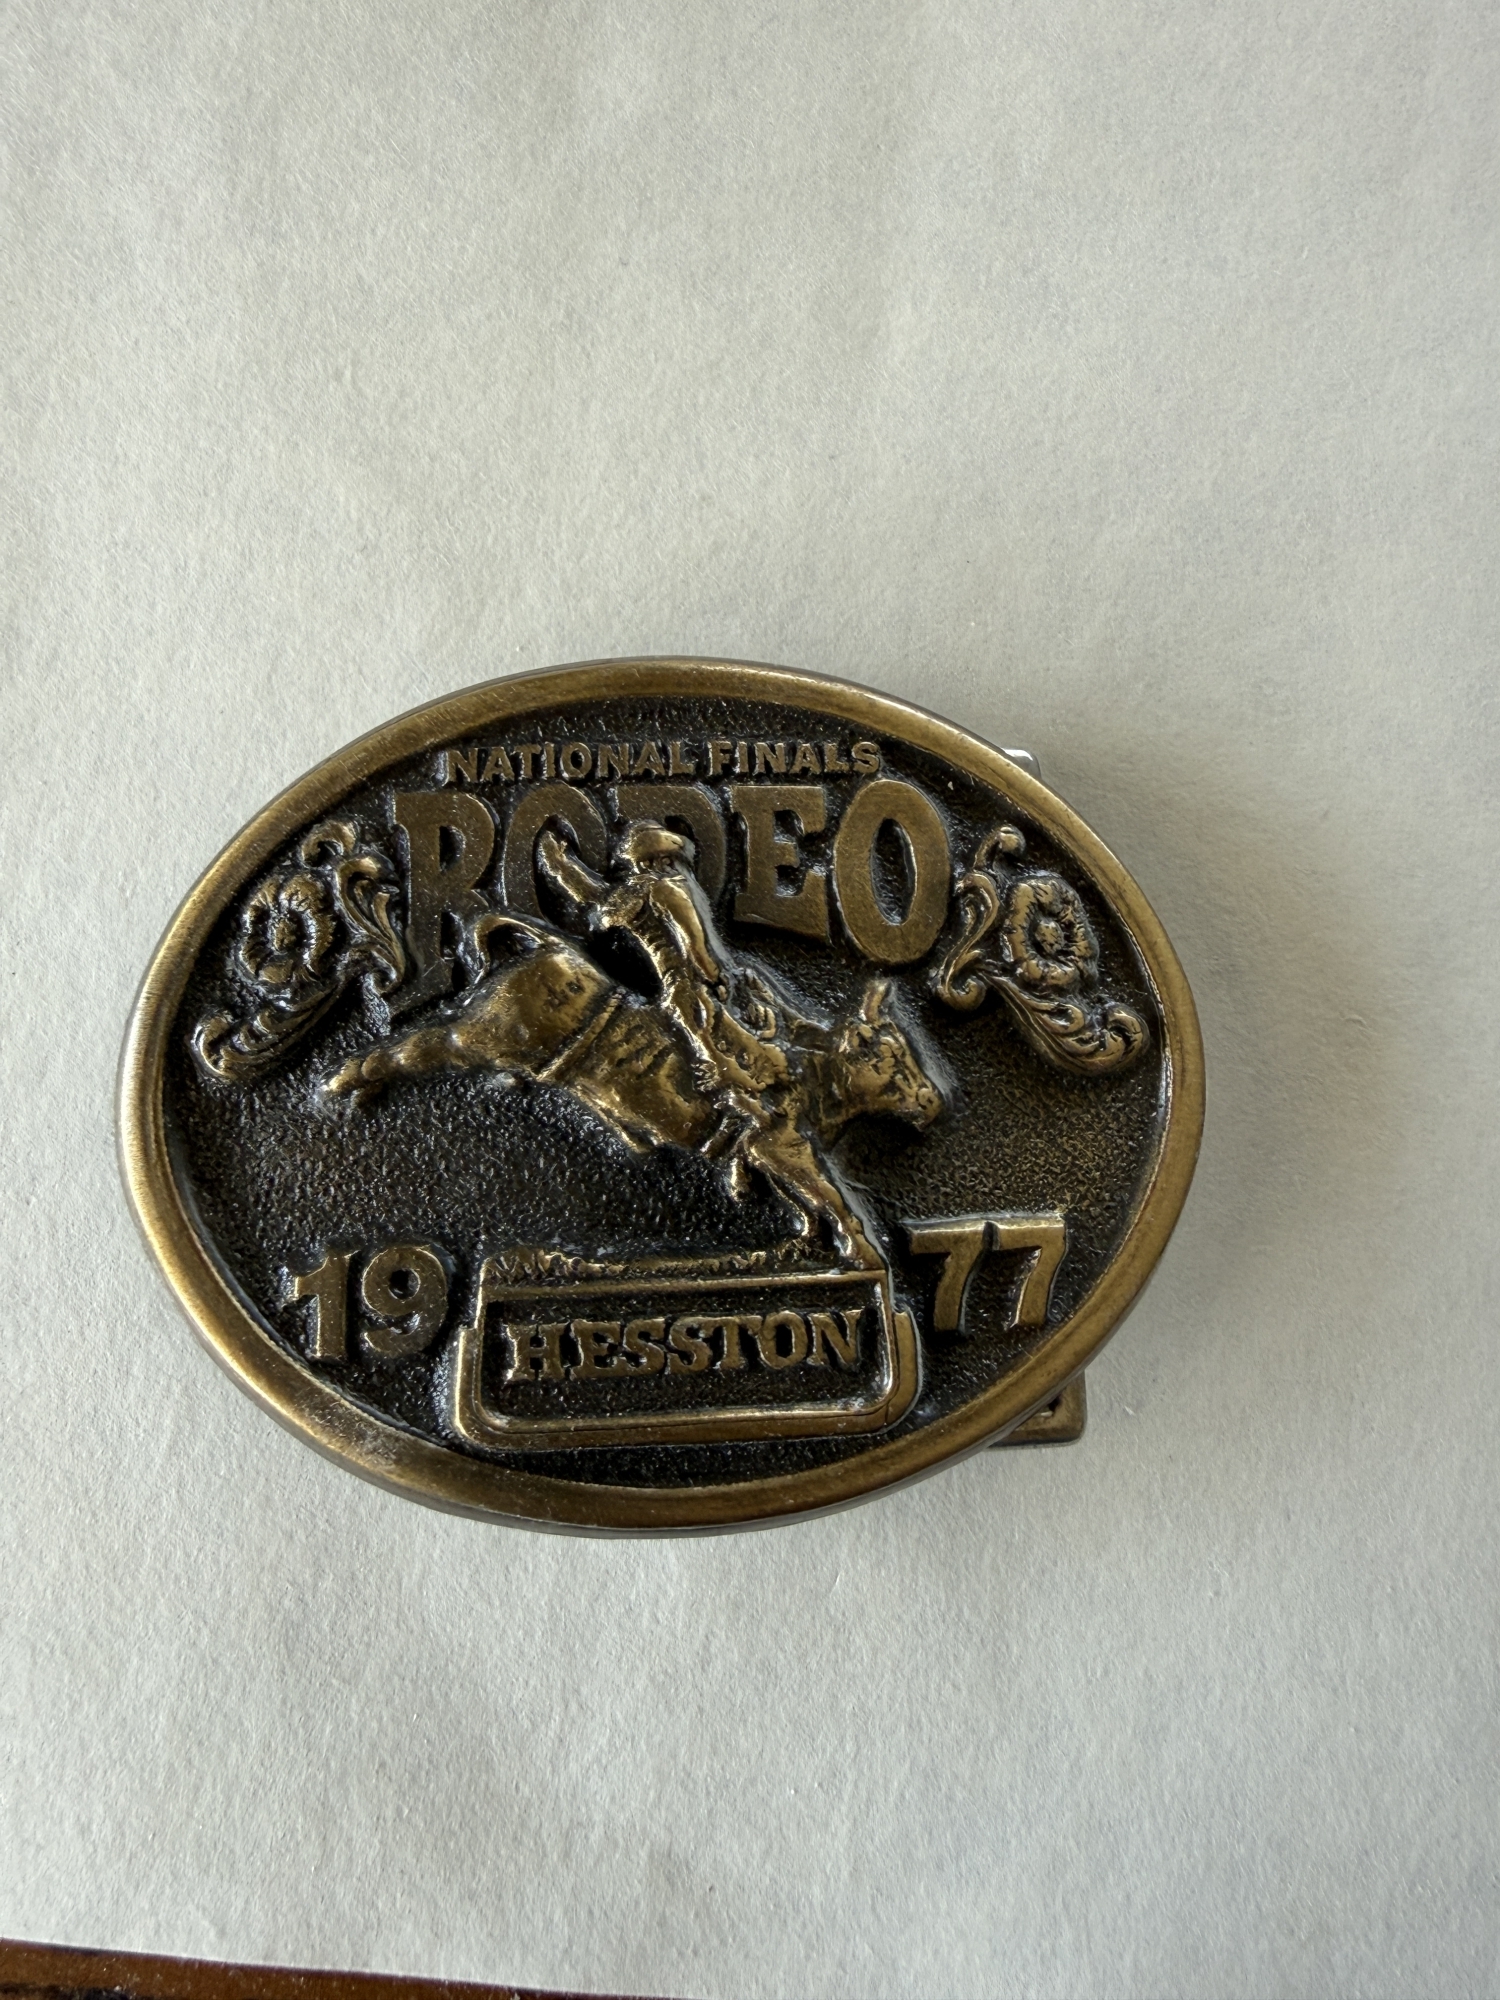 NATIONAL FINALS
RODEO
19 77
HESSTON